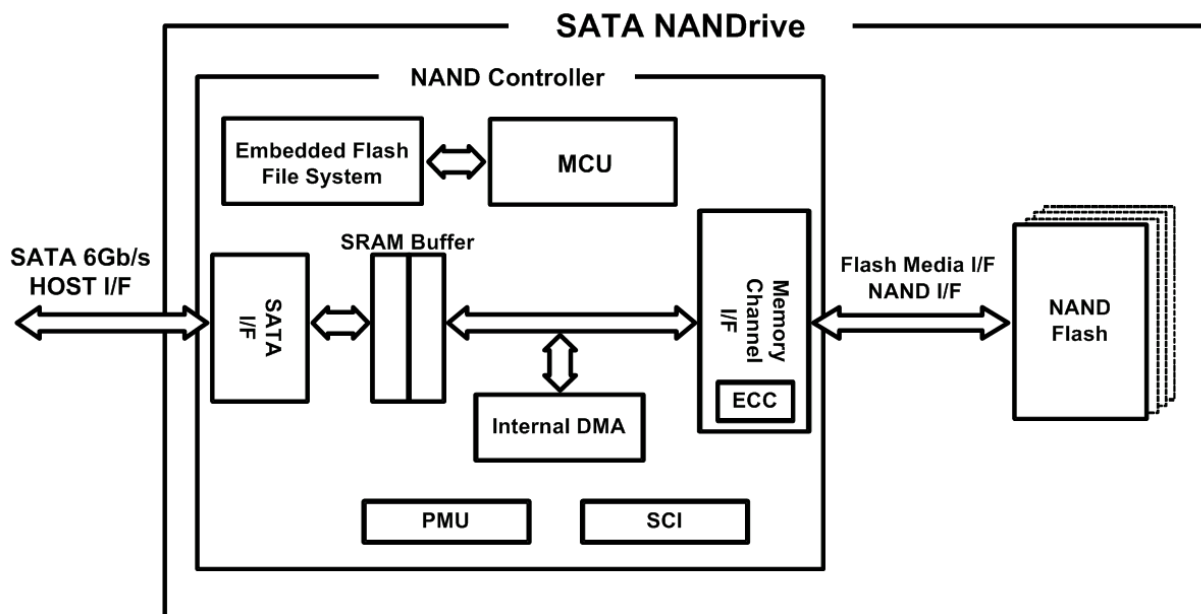 SATA NANDrive
NAND Controller
Embedded Flash
File System
MCU
SATA 6Gb/s
HOST I/F
SATA
I/F
SRAM Buffer
Memory
Channel
I/F
ECC
Flash Media I/F
NAND I/F
NAND
Flash
Internal DMA
PMU
SCI